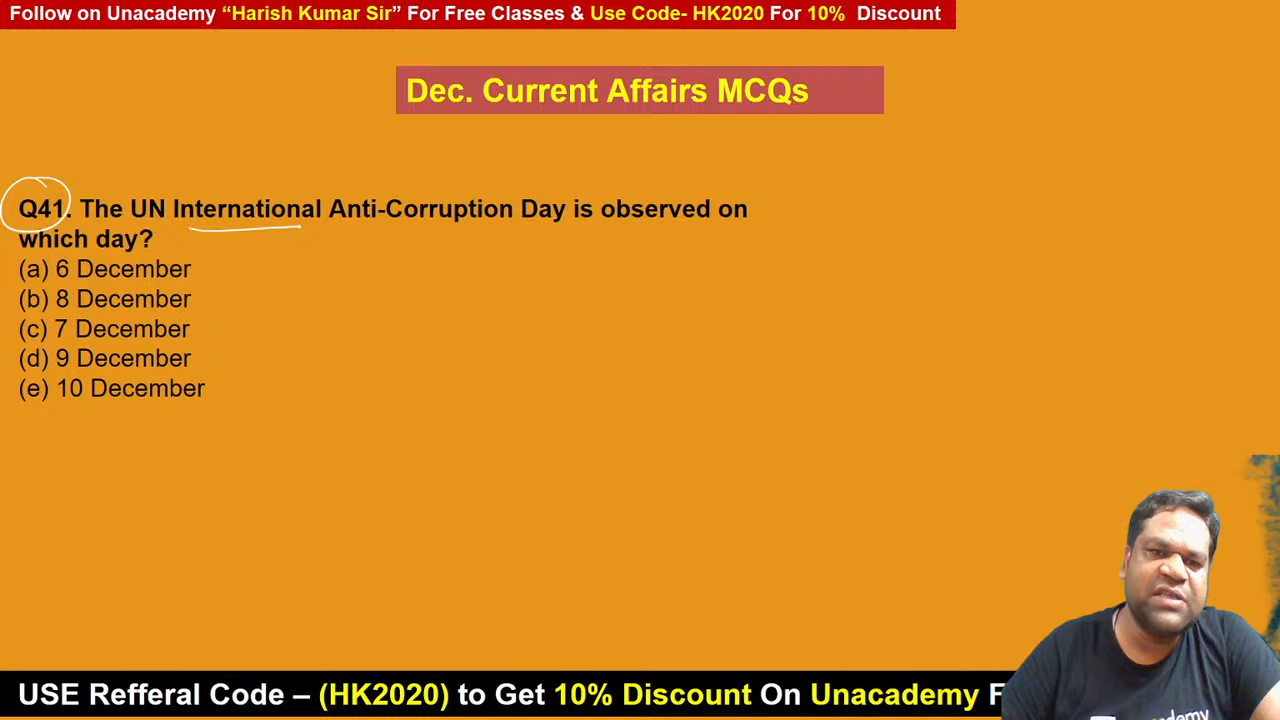 Follow on Unacademy “Harish Kumar Sir” For Free Classes & Use Code- HK2020 For 10% Discount
Dec. Current Affairs MCQs
Q41. The UN International Anti-Corruption Day is observed on
which day?
(a) 6 December
(b) 8 December
(c) 7 December
(d) 9 December
(e) 10 December
USE Refferal Code – (HK2020) to Get 10% Discount On Unacademy F